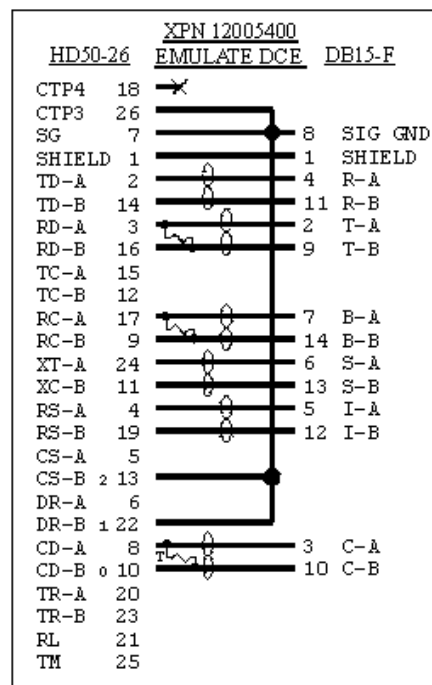 XPN 12005400
HD50-26 EMULATE DCE DB15-F
CTP4 18
CTP3 26
SG 7 8 SIG GND
SHIELD 1 1 SHIELD
TD-A 2 4 R-A
TD-B 14 11 R-B
RD-A 3 2 T-A
RD-B 16 9 T-B
TC-A 15
TC-B 12
RC-A 17 7 B-A
RC-B 9 14 B-B
XT-A 24 6 S-A
XC-B 11 13 S-B
RS-A 4 5 I-A
RS-B 19 12 I-B
CS-A 5
CS-B 2 13
DR-A 6
DR-B 1 22
CD-A 8 3 C-A
T
CD-B 0 10 10 C-B
TR-A 20
TR-B 23
RL 21
TM 25